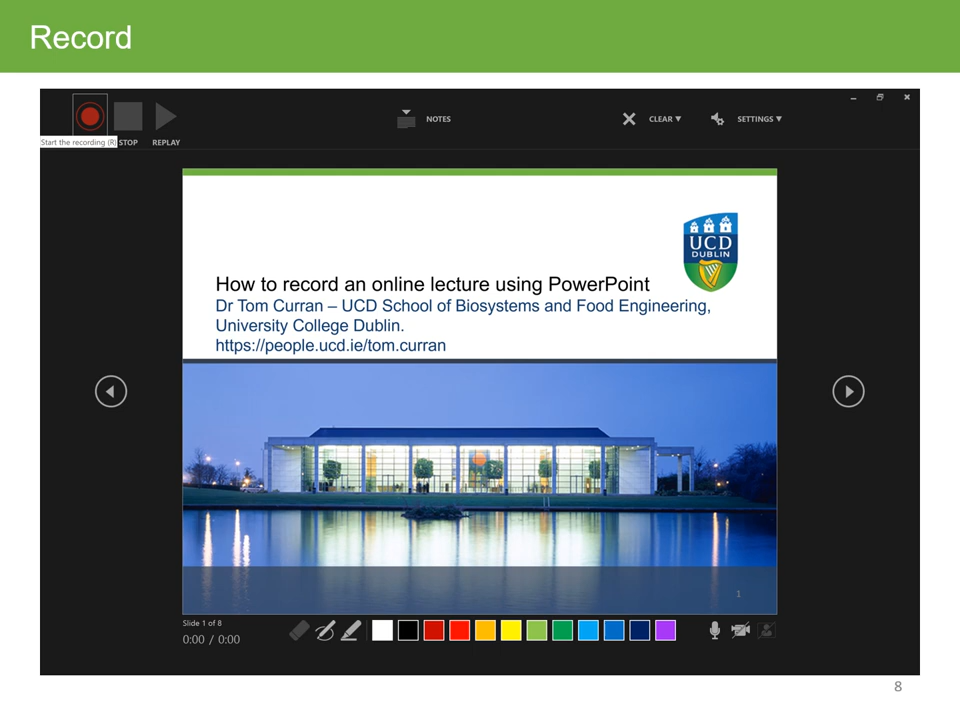 Record
Start the recording (R) STOP REPLAY
NOTES
CLEAR ▼
SETTINGS ▼
UCD
DUBLIN
How to record an online lecture using PowerPoint
Dr Tom Curran – UCD School of Biosystems and Food Engineering,
University College Dublin.
https://people.ucd.ie/tom.curran
1
Slide 1 of 8
0:00 / 0:00
8